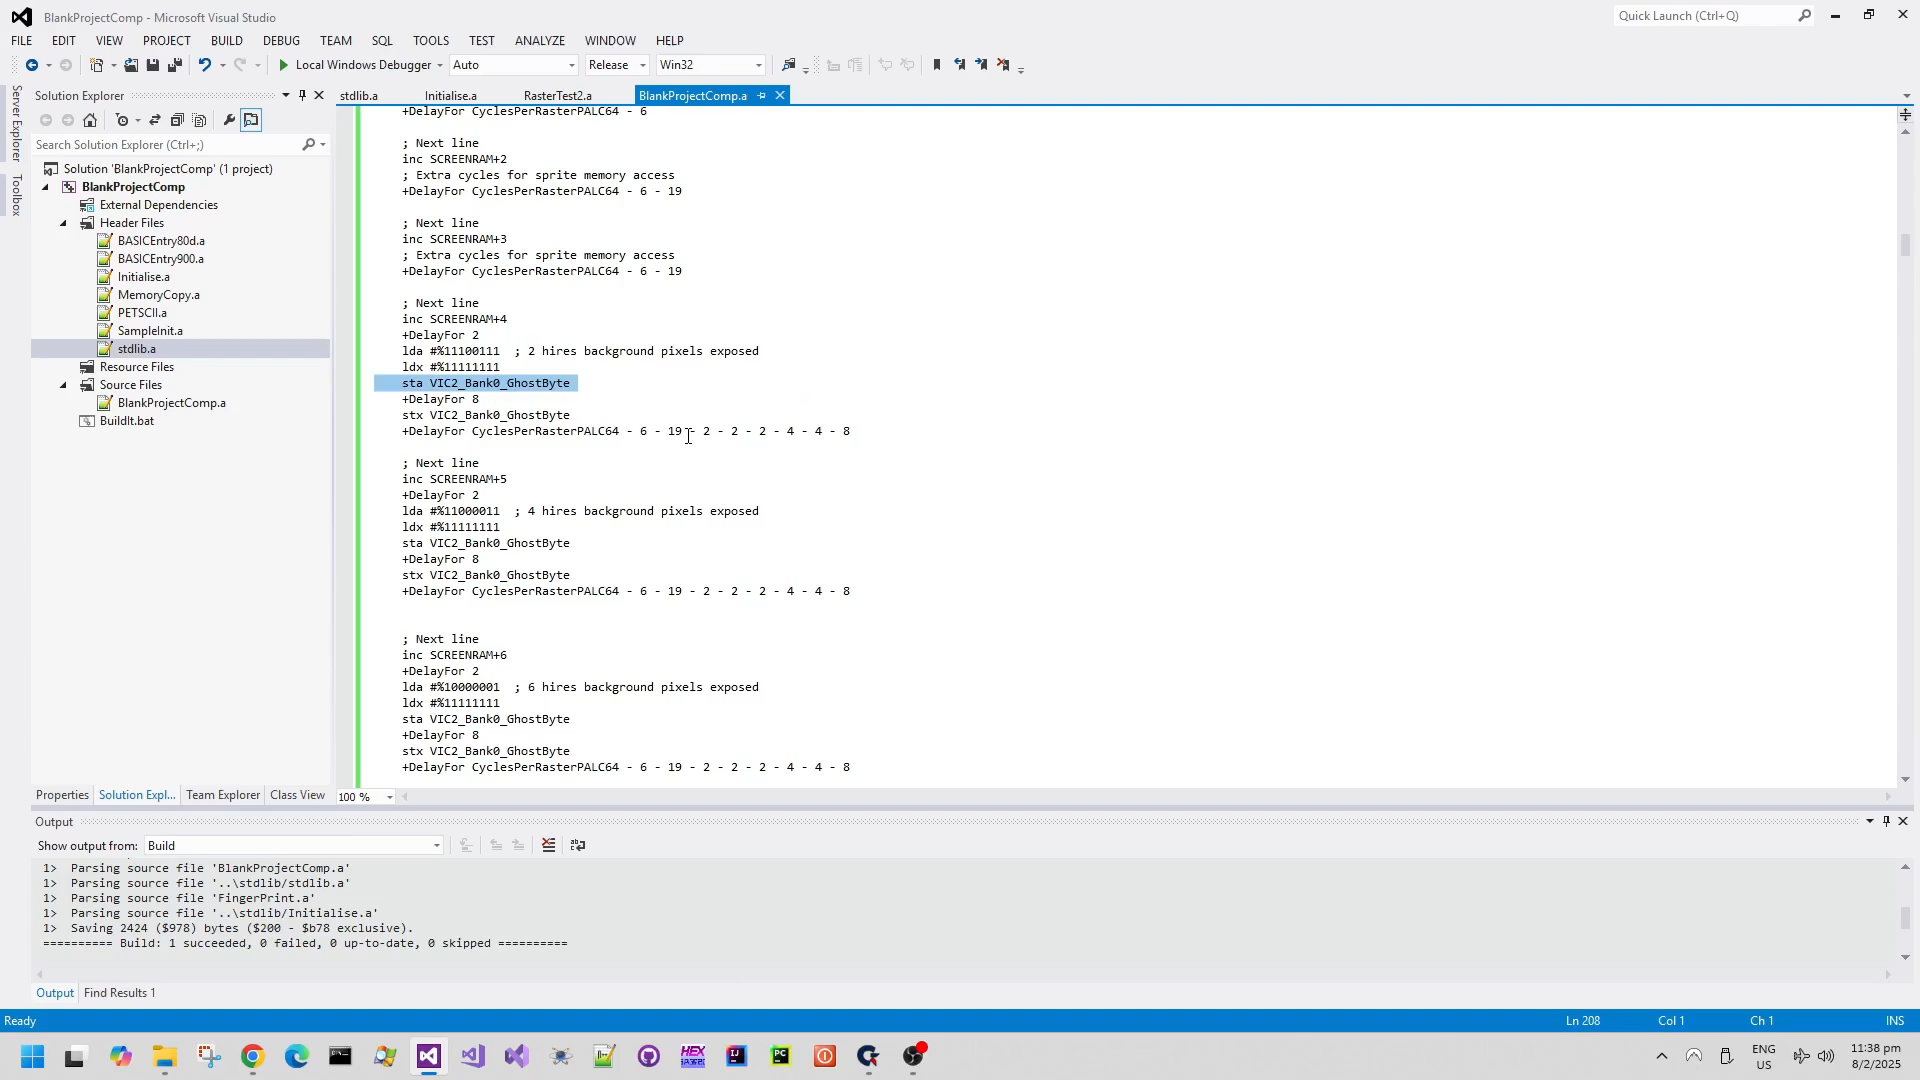 BlankProjectComp - Microsoft Visual Studio
Quick Launch (Ctrl+Q)
FILE EDIT VIEW PROJECT BUILD DEBUG TEAM SQL TOOLS TEST ANALYZE WINDOW HELP
Local Windows Debugger Auto Release Win32
Server Explorer
Toolbox
Solution Explorer
Search Solution Explorer (Ctrl+;)
Solution 'BlankProjectComp' (1 project)
BlankProjectComp
External Dependencies
Header Files
BASICEntry80d.a
BASICEntry900.a
Initialise.a
MemoryCopy.a
PETSCII.a
SampleInit.a
stdlib.a
Resource Files
Source Files
BlankProjectComp.a
BuildIt.bat
Properties Solution Expl... Team Explorer Class View
stdlib.a Initialise.a RasterTest2.a BlankProjectComp.a
+DelayFor CyclesPerRasterPALC64 - 6
; Next line
inc SCREENRAM+2
; Extra cycles for sprite memory access
+DelayFor CyclesPerRasterPALC64 - 6 - 19
; Next line
inc SCREENRAM+3
; Extra cycles for sprite memory access
+DelayFor CyclesPerRasterPALC64 - 6 - 19
; Next line
inc SCREENRAM+4
+DelayFor 2
lda #%11100111 ; 2 hires background pixels exposed
ldx #%11111111
sta VIC2_Bank0_GhostByte
+DelayFor 8
stx VIC2_Bank0_GhostByte
+DelayFor CyclesPerRasterPALC64 - 6 - 19 - 2 - 2 - 2 - 4 - 4 - 8
; Next line
inc SCREENRAM+5
+DelayFor 2
lda #%11000011 ; 4 hires background pixels exposed
ldx #%11111111
sta VIC2_Bank0_GhostByte
+DelayFor 8
stx VIC2_Bank0_GhostByte
+DelayFor CyclesPerRasterPALC64 - 6 - 19 - 2 - 2 - 2 - 4 - 4 - 8
; Next line
inc SCREENRAM+6
+DelayFor 2
lda #%10000001 ; 6 hires background pixels exposed
ldx #%11111111
sta VIC2_Bank0_GhostByte
+DelayFor 8
stx VIC2_Bank0_GhostByte
+DelayFor CyclesPerRasterPALC64 - 6 - 19 - 2 - 2 - 2 - 4 - 4 - 8
100 %
Output
Show output from: Build
1> Parsing source file 'BlankProjectComp.a'
1> Parsing source file '..\stdlib/stdlib.a'
1> Parsing source file 'FingerPrint.a'
1> Parsing source file '..\stdlib/Initialise.a'
1> Saving 2424 ($978) bytes ($200 - $b78 exclusive).
========== Build: 1 succeeded, 0 failed, 0 up-to-date, 0 skipped ==========
Output Find Results 1
Ready Ln 208 Col 1 Ch 1 INS
ENG
US
11:38 pm
8/2/2025